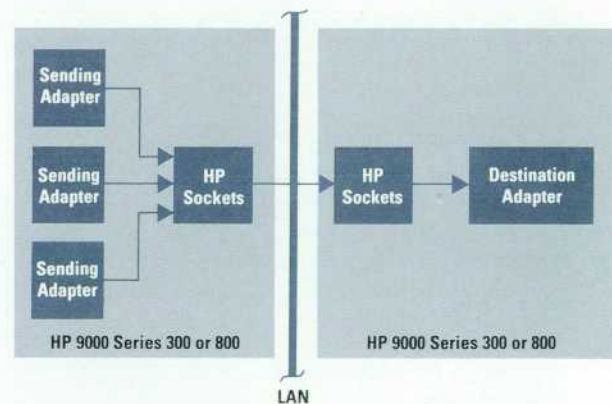 Sending
Adapter
Sending
Adapter
Sending
Adapter
HP
Sockets
HP 9000 Series 300 or 800
LAN
HP
Sockets
Destination
Adapter
HP 9000 Series 300 or 800